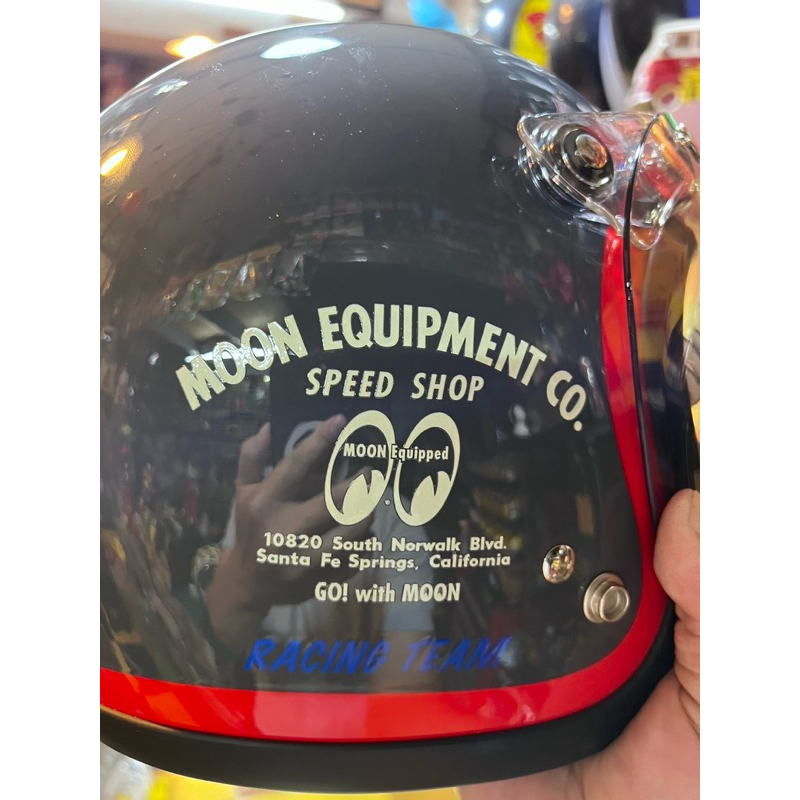 MOON EQUIPMENT CO.
SPEED SHOP
MOON Equipped
10820 South Norwalk Blvd.
Santa Fe Springs, California
GO! with MOON
RACING TEAM